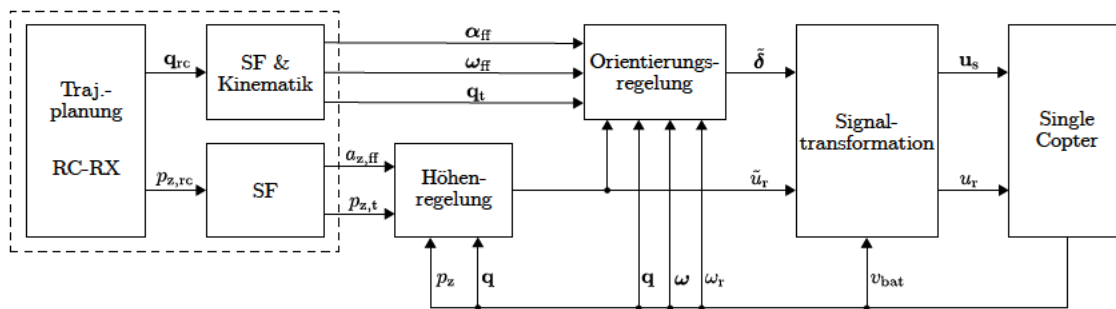 Traj.-
planung
RC-RX
q_rc
p_z,rc
SF &
Kinematik
SF
α_ff
ω_ff
q_t
a_z,ff
p_z,t
Höhen-
regelung
Orientierungs-
regelung
δ̃
ũ_r
Signal-
transformation
u_s
u_r
Single
Copter
p_z
q
q
ω
ω_r
v_bat